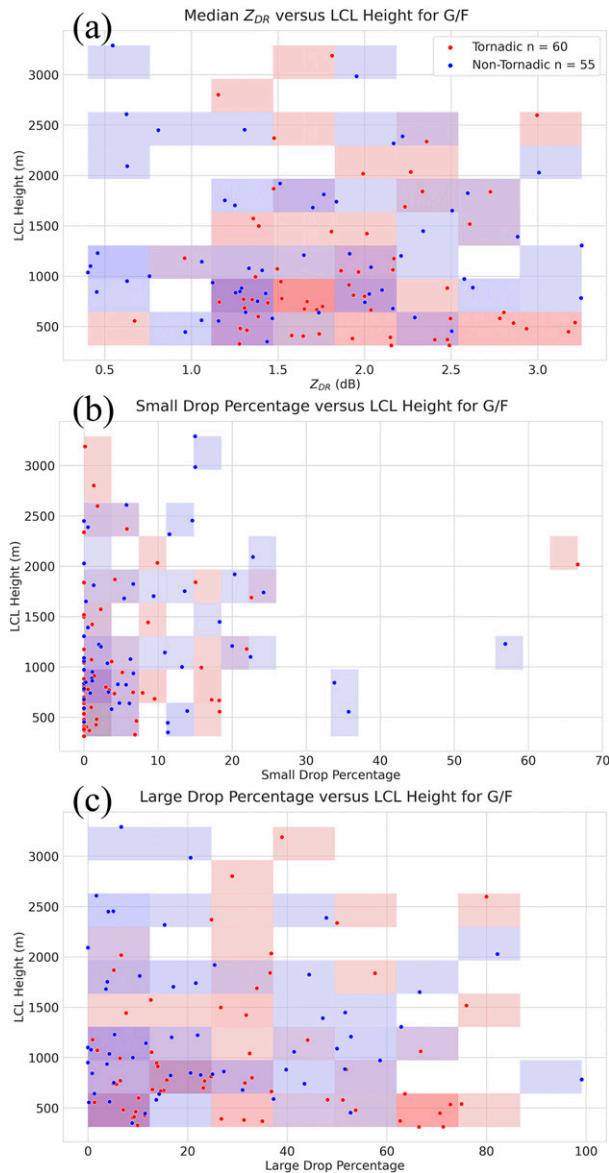 (a)
Median Z_DR versus LCL Height for G/F
Tornadic n = 60
Non-Tornadic n = 55
LCL Height (m)
3000
2500
2000
1500
1000
500
0.5 1.0 1.5 2.0 2.5 3.0
Z_DR (dB)
(b)
Small Drop Percentage versus LCL Height for G/F
LCL Height (m)
3000
2500
2000
1500
1000
500
0 10 20 30 40 50 60 70
Small Drop Percentage
(c)
Large Drop Percentage versus LCL Height for G/F
LCL Height (m)
3000
2500
2000
1500
1000
500
0 20 40 60 80 100
Large Drop Percentage